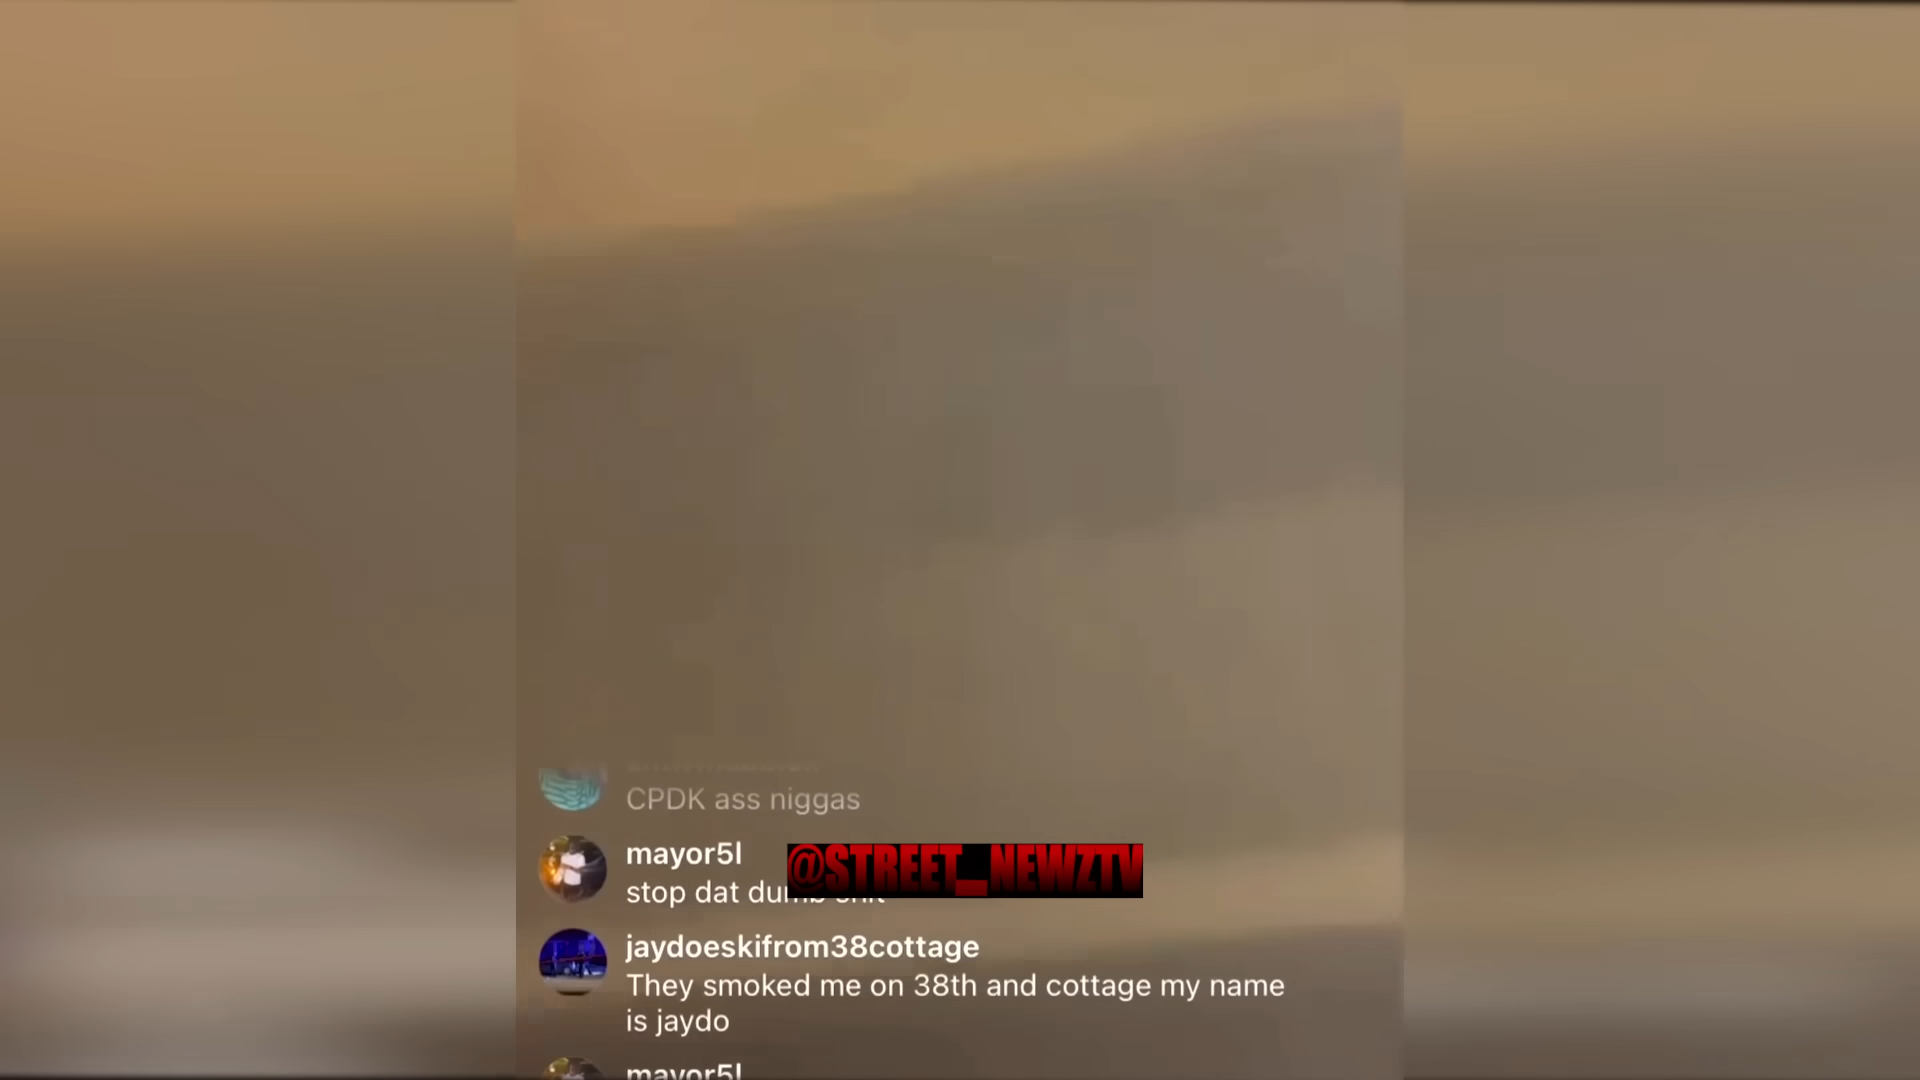 CPDK ass niggas
mayor5l
@STREET_NEWZTV
stop dat dumb shit
jaydoeskifrom38cottage
They smoked me on 38th and cottage my name
is jaydo
mayor5l